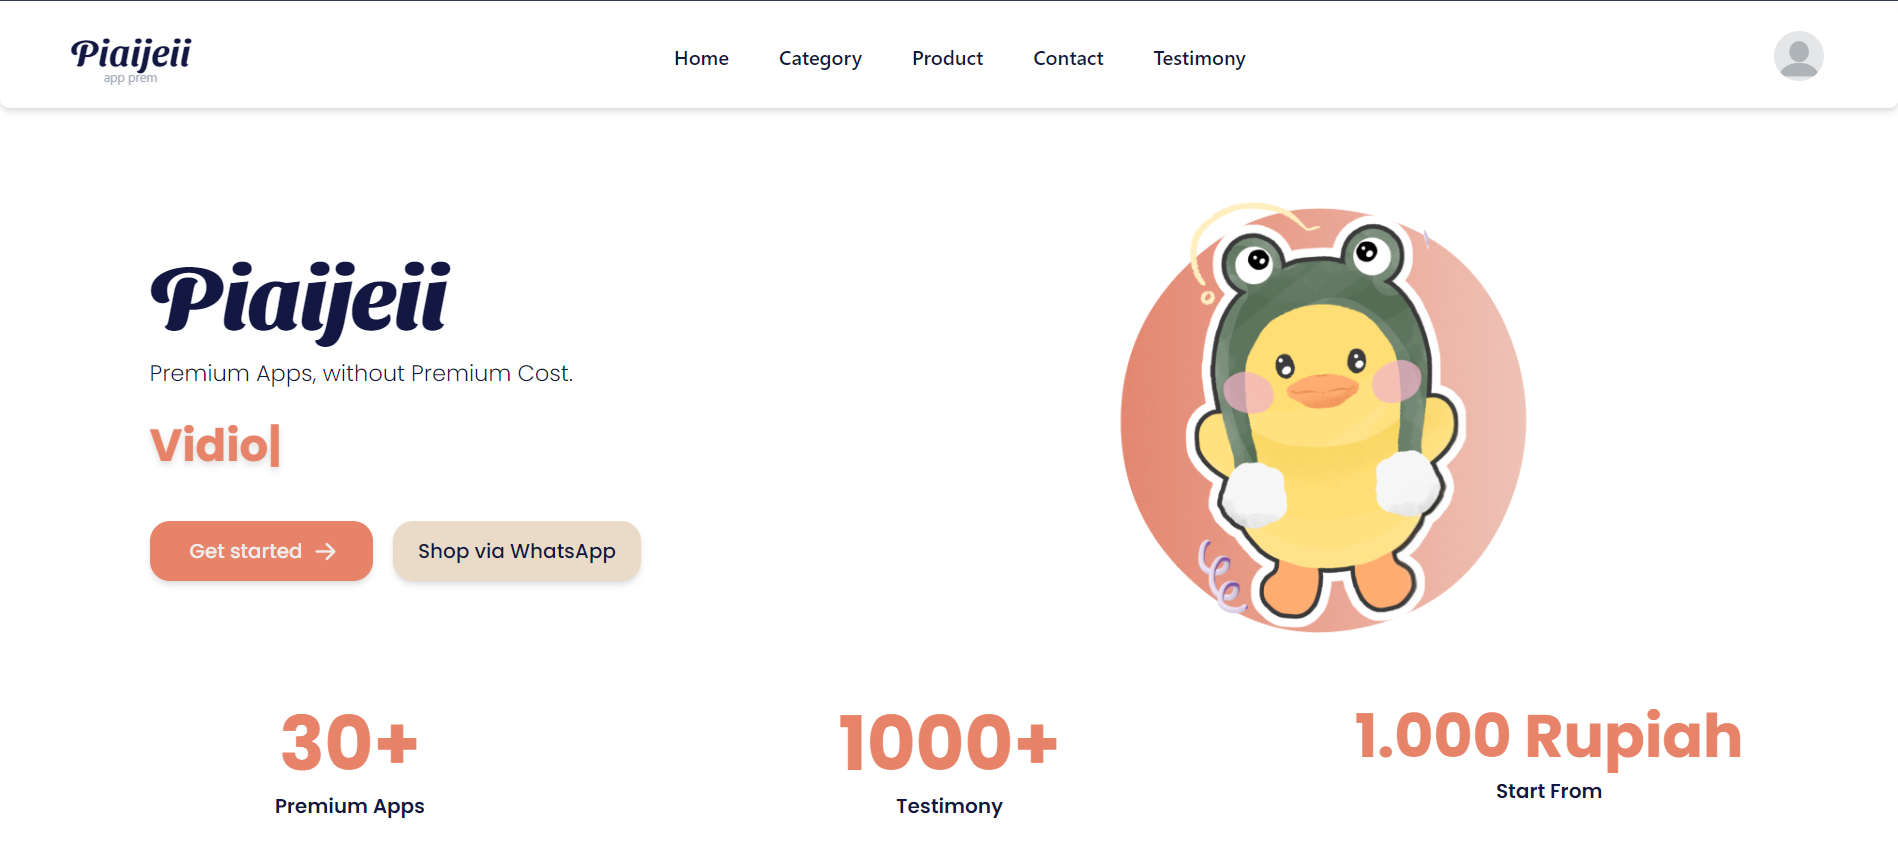 Piaijeii
app prem
Home Category Product Contact Testimony
Piaijeii
Premium Apps, without Premium Cost.
Vidio|
Get started →
Shop via WhatsApp
30+
Premium Apps
1000+
Testimony
1.000 Rupiah
Start From